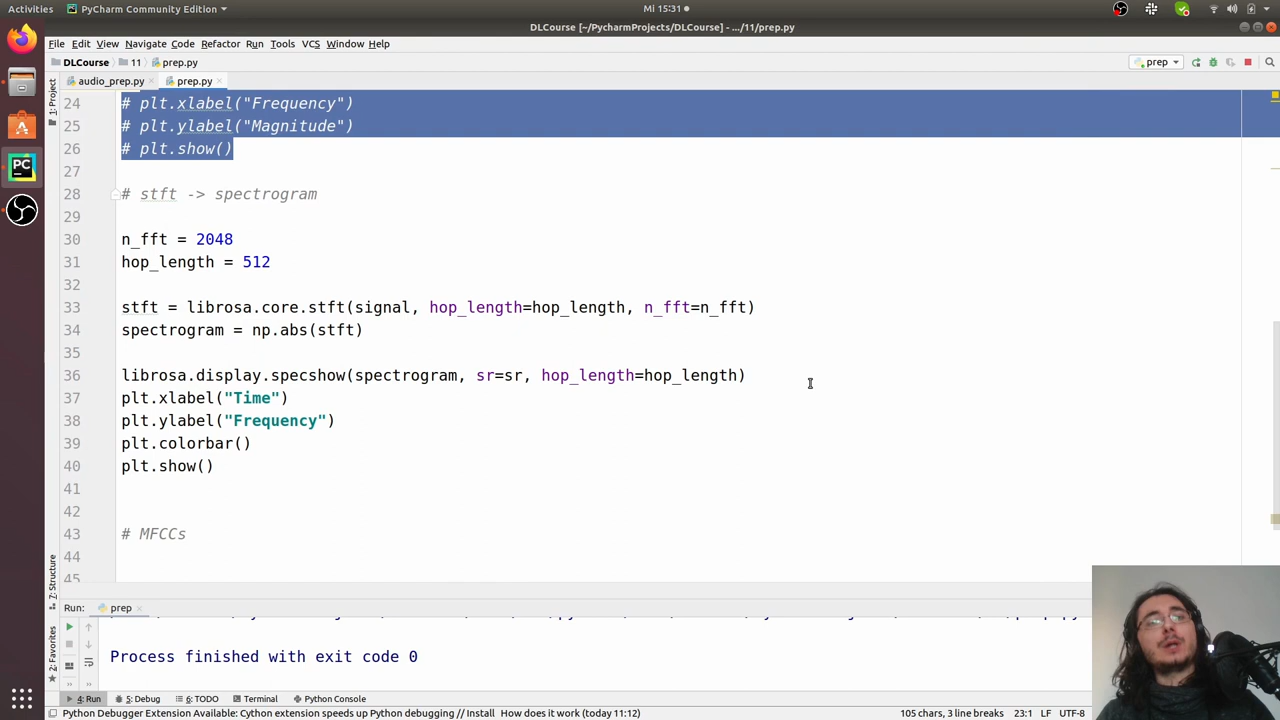 Activities
PyCharm Community Edition
Mi 15:31
DLCourse [~/PycharmProjects/DLCourse] - .../11/prep.py
File Edit View Navigate Code Refactor Run Tools VCS Window Help
DLCourse 11 prep.py
prep
audio_prep.py prep.py
1: Project
24 # plt.xlabel("Frequency")
25 # plt.ylabel("Magnitude")
26 # plt.show()
27
28 # stft -> spectrogram
29
30 n_fft = 2048
31 hop_length = 512
32
33 stft = librosa.core.stft(signal, hop_length=hop_length, n_fft=n_fft)
34 spectrogram = np.abs(stft)
35
36 librosa.display.specshow(spectrogram, sr=sr, hop_length=hop_length)
37 plt.xlabel("Time")
38 plt.ylabel("Frequency")
39 plt.colorbar()
40 plt.show()
41
42
43 # MFCCs
44
45
7: Structure
2: Favorites
Run: prep
Process finished with exit code 0
4: Run 5: Debug 6: TODO Terminal Python Console
Python Debugger Extension Available: Cython extension speeds up Python debugging // Install How does it work (today 11:12)
105 chars, 3 line breaks 23:1 LF UTF-8